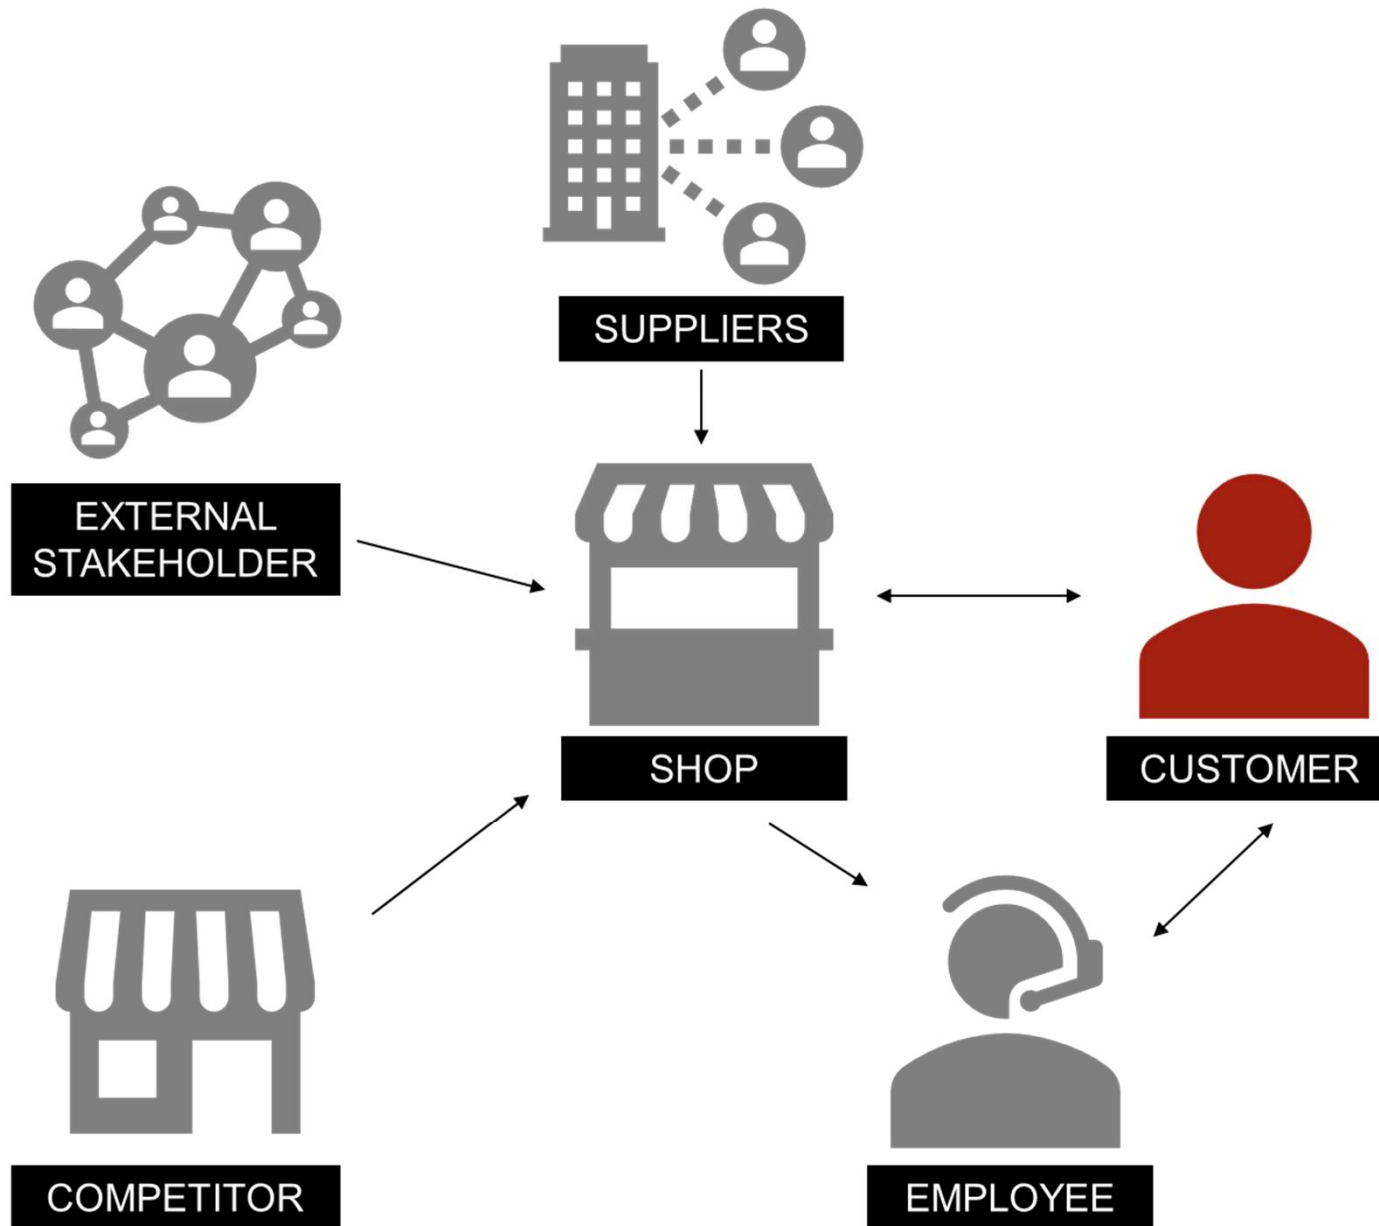 SUPPLIERS
EXTERNAL
STAKEHOLDER
SHOP
CUSTOMER
COMPETITOR
EMPLOYEE